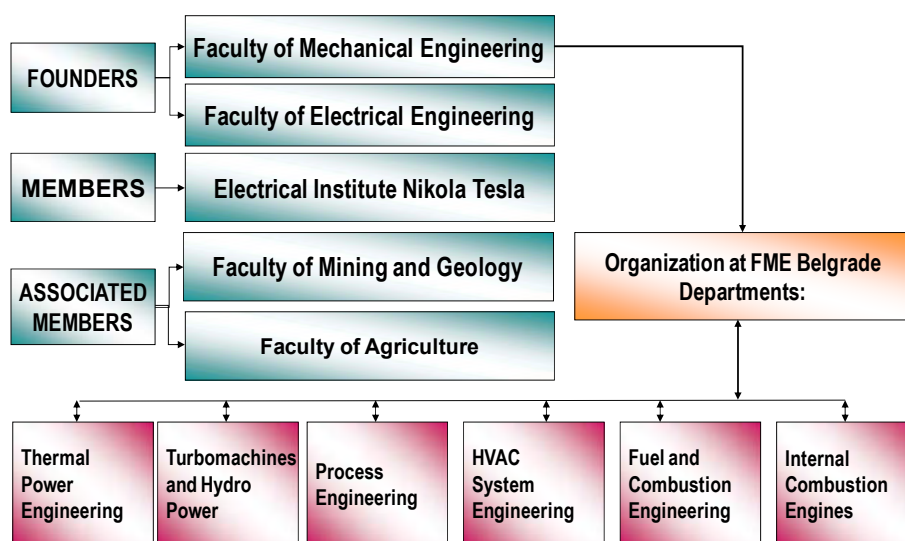 FOUNDERS
Faculty of Mechanical Engineering
Faculty of Electrical Engineering
MEMBERS
Electrical Institute Nikola Tesla
ASSOCIATED
MEMBERS
Faculty of Mining and Geology
Faculty of Agriculture
Organization at FME Belgrade
Departments:
Thermal
Power
Engineering
Turbomachines
and Hydro
Power
Process
Engineering
HVAC
System
Engineering
Fuel and
Combustion
Engineering
Internal
Combustion
Engines